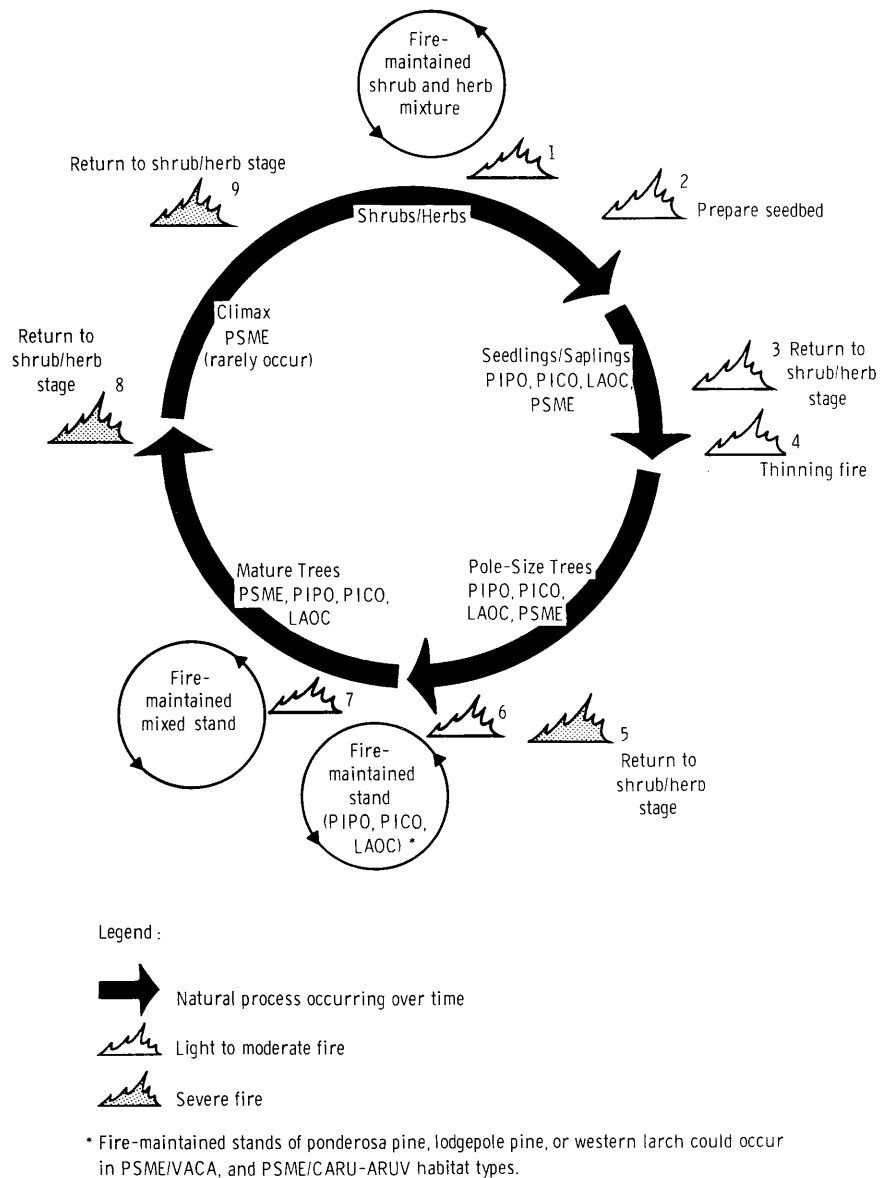 Fire-
maintained
shrub and herb
mixture
1
2
Prepare seedbed
Return to shrub/herb stage
9
Shrubs/Herbs
Climax
PSME
(rarely occur)
Seedlings/Saplings
PIPO, PICO, LAOC,
PSME
3 Return to
shrub/herb
stage
4
Thinning fire
Return to
shrub/herb
stage
8
Mature Trees
PSME, PIPO, PICO,
LAOC
Pole-Size Trees
PIPO, PICO,
LAOC, PSME
Fire-
maintained
mixed stand
7
6
5
Return to
shrub/herb
stage
Fire-
maintained
stand
(PIPO, PICO,
LAOC) *
Legend :
Natural process occurring over time
Light to moderate fire
Severe fire
* Fire-maintained stands of ponderosa pine, lodgepole pine, or western larch could occur
in PSME/VACA, and PSME/CARU-ARUV habitat types.